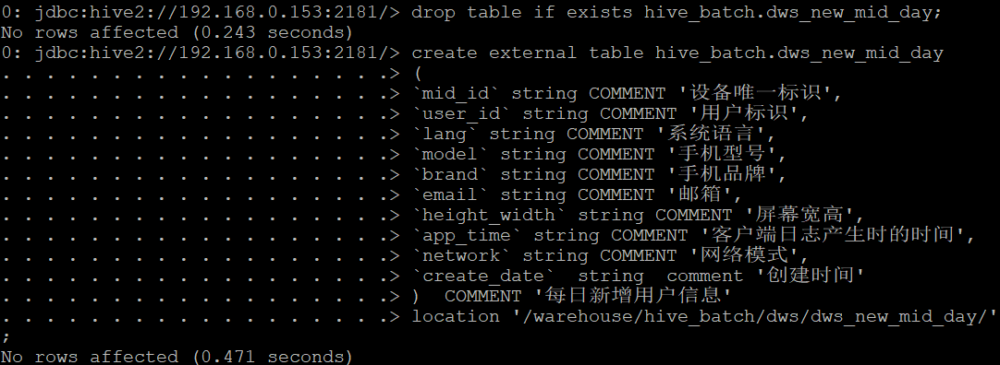 0: jdbc:hive2://192.168.0.153:2181/> drop table if exists hive_batch.dws_new_mid_day;
No rows affected (0.243 seconds)
0: jdbc:hive2://192.168.0.153:2181/> create external table hive_batch.dws_new_mid_day
. . . . . . . . . . . . . . . . . .> (
. . . . . . . . . . . . . . . . . .> `mid_id` string COMMENT '设备唯一标识',
. . . . . . . . . . . . . . . . . .> `user_id` string COMMENT '用户标识',
. . . . . . . . . . . . . . . . . .> `lang` string COMMENT '系统语言',
. . . . . . . . . . . . . . . . . .> `model` string COMMENT '手机型号',
. . . . . . . . . . . . . . . . . .> `brand` string COMMENT '手机品牌',
. . . . . . . . . . . . . . . . . .> `email` string COMMENT '邮箱',
. . . . . . . . . . . . . . . . . .> `height_width` string COMMENT '屏幕宽高',
. . . . . . . . . . . . . . . . . .> `app_time` string COMMENT '客户端日志产生时的时间',
. . . . . . . . . . . . . . . . . .> `network` string COMMENT '网络模式',
. . . . . . . . . . . . . . . . . .> `create_date`  string  comment '创建时间'
. . . . . . . . . . . . . . . . . .> )  COMMENT '每日新增用户信息'
. . . . . . . . . . . . . . . . . .> location '/warehouse/hive_batch/dws/dws_new_mid_day/'
;
No rows affected (0.471 seconds)